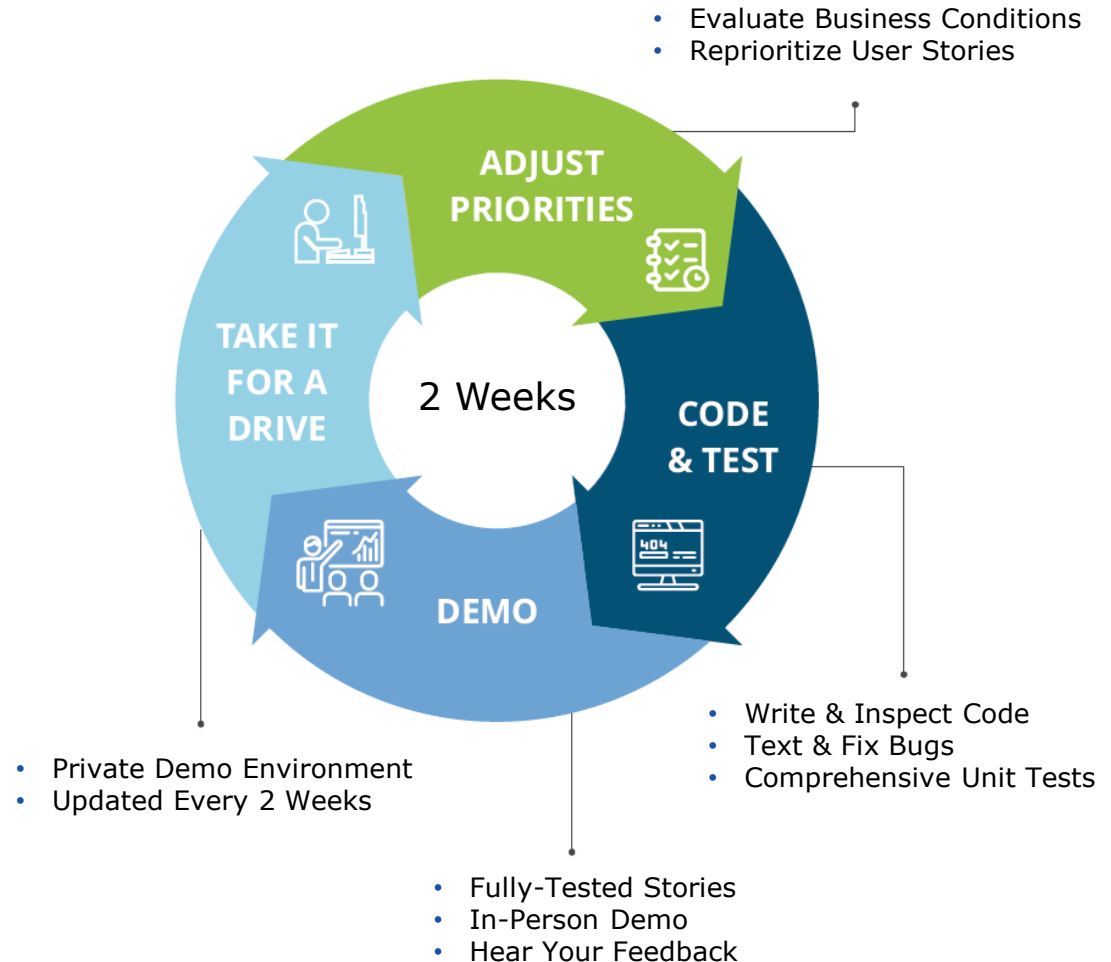 • Evaluate Business Conditions
• Reprioritize User Stories
ADJUST
PRIORITIES
TAKE IT
FOR A
DRIVE
2 Weeks
CODE
& TEST
404
DEMO
• Write & Inspect Code
• Text & Fix Bugs
• Comprehensive Unit Tests
• Private Demo Environment
• Updated Every 2 Weeks
• Fully-Tested Stories
• In-Person Demo
• Hear Your Feedback